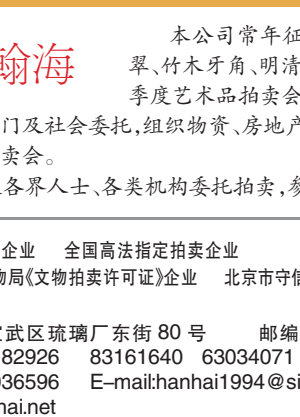 本公司常年征
翰海
翠、竹木牙角、明清
季度艺术品拍卖会
门及社会委托,组织物资、房地产
卖会。
各界人士、各类机构委托拍卖,参
企业 全国高法指定拍卖企业
物局《文物拍卖许可证》企业 北京市守信
武区琉璃厂东街 80 号 邮编
82926 83161640 63034071
36596 E–mail:hanhai1994@si
hai.net